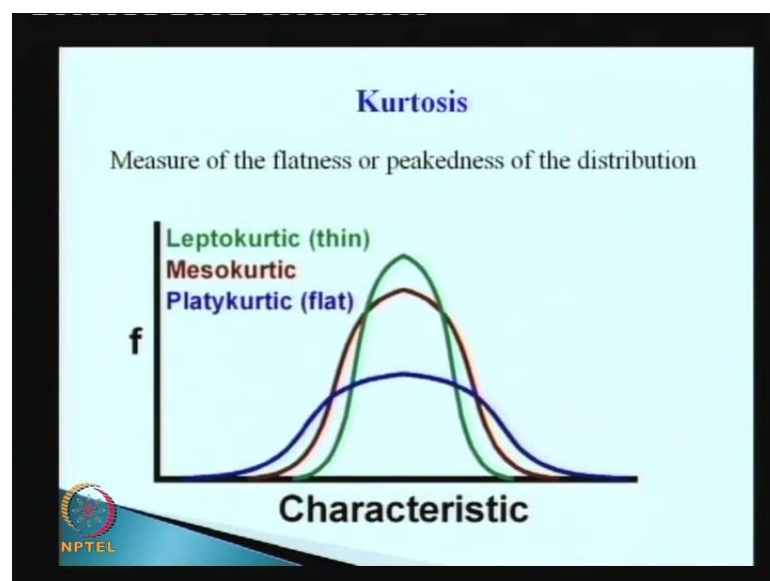 Kurtosis
Measure of the flatness or peakedness of the distribution
Leptokurtic (thin)
Mesokurtic
Platykurtic (flat)
f
Characteristic
NPTEL